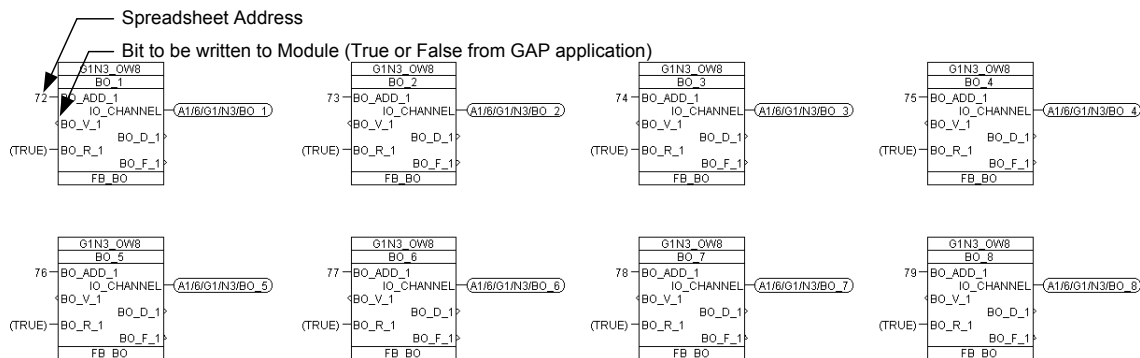 Spreadsheet Address
Bit to be written to Module (True or False from GAP application)
G1N3_OW8 G1N3_OW8 G1N3_OW8 G1N3_OW8
BO_1 BO_2 BO_3 BO_4
72 BO_ADD_1 73 BO_ADD_1 74 BO_ADD_1 75 BO_ADD_1
IO_CHANNEL A1/6/G1/N3/BO_1 IO_CHANNEL A1/6/G1/N3/BO_2 IO_CHANNEL A1/6/G1/N3/BO_3 IO_CHANNEL A1/6/G1/N3/BO_4
BO_V_1 BO_V_1 BO_V_1 BO_V_1
BO_D_1 BO_D_1 BO_D_1 BO_D_1
(TRUE) BO_R_1 (TRUE) BO_R_1 (TRUE) BO_R_1 (TRUE) BO_R_1
BO_F_1 BO_F_1 BO_F_1 BO_F_1
FB_BO FB_BO FB_BO FB_BO
G1N3_OW8 G1N3_OW8 G1N3_OW8 G1N3_OW8
BO_5 BO_6 BO_7 BO_8
76 BO_ADD_1 77 BO_ADD_1 78 BO_ADD_1 79 BO_ADD_1
IO_CHANNEL A1/6/G1/N3/BO_5 IO_CHANNEL A1/6/G1/N3/BO_6 IO_CHANNEL A1/6/G1/N3/BO_7 IO_CHANNEL A1/6/G1/N3/BO_8
BO_V_1 BO_V_1 BO_V_1 BO_V_1
BO_D_1 BO_D_1 BO_D_1 BO_D_1
(TRUE) BO_R_1 (TRUE) BO_R_1 (TRUE) BO_R_1 (TRUE) BO_R_1
BO_F_1 BO_F_1 BO_F_1 BO_F_1
FB_BO FB_BO FB_BO FB_BO